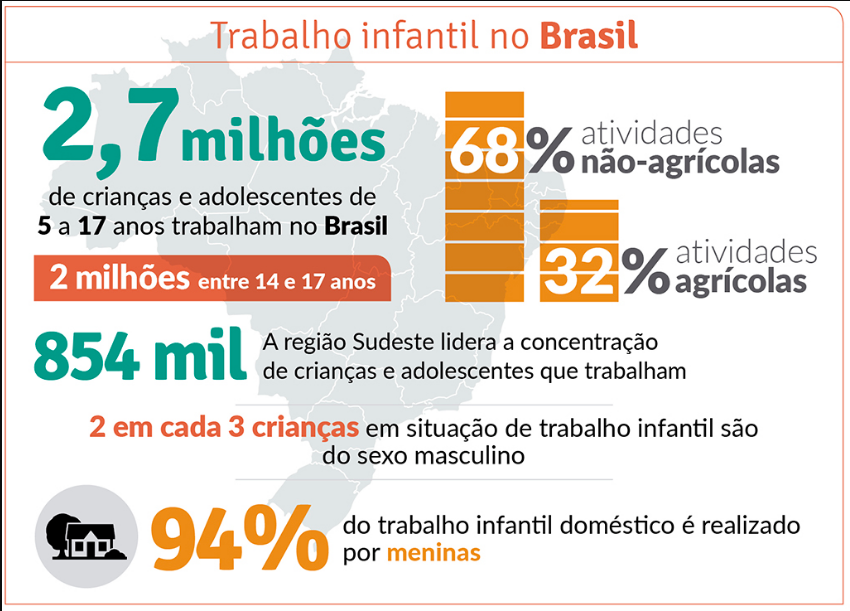 Trabalho infantil no Brasil
2,7 milhões
de crianças e adolescentes de
5 a 17 anos trabalham no Brasil
2 milhões entre 14 e 17 anos
68% atividades
não-agrícolas
32% atividades
agrícolas
854 mil
A região Sudeste lidera a concentração
de crianças e adolescentes que trabalham
2 em cada 3 crianças em situação de trabalho infantil são
do sexo masculino
94%
do trabalho infantil doméstico é realizado
por meninas